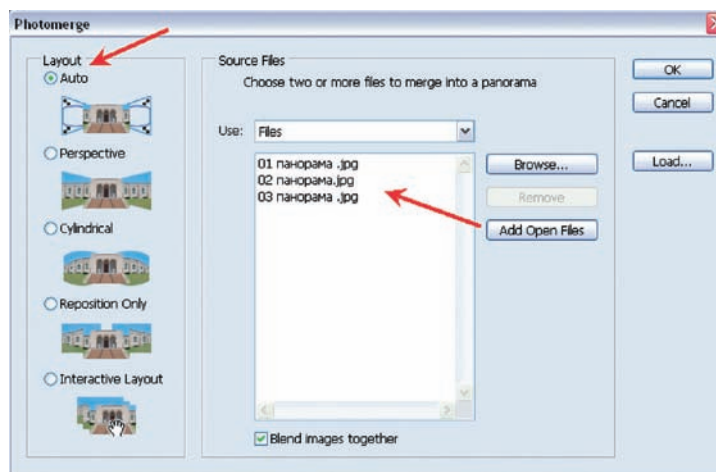 Photomerge
Layout
Auto
Perspective
Cylindrical
Reposition Only
Interactive Layout
Source Files
Choose two or more files to merge into a panorama
Use: Files
01 панорама .jpg
02 панорама.jpg
03 панорама .jpg
Browse...
Remove
Add Open Files
Blend images together
OK
Cancel
Load...